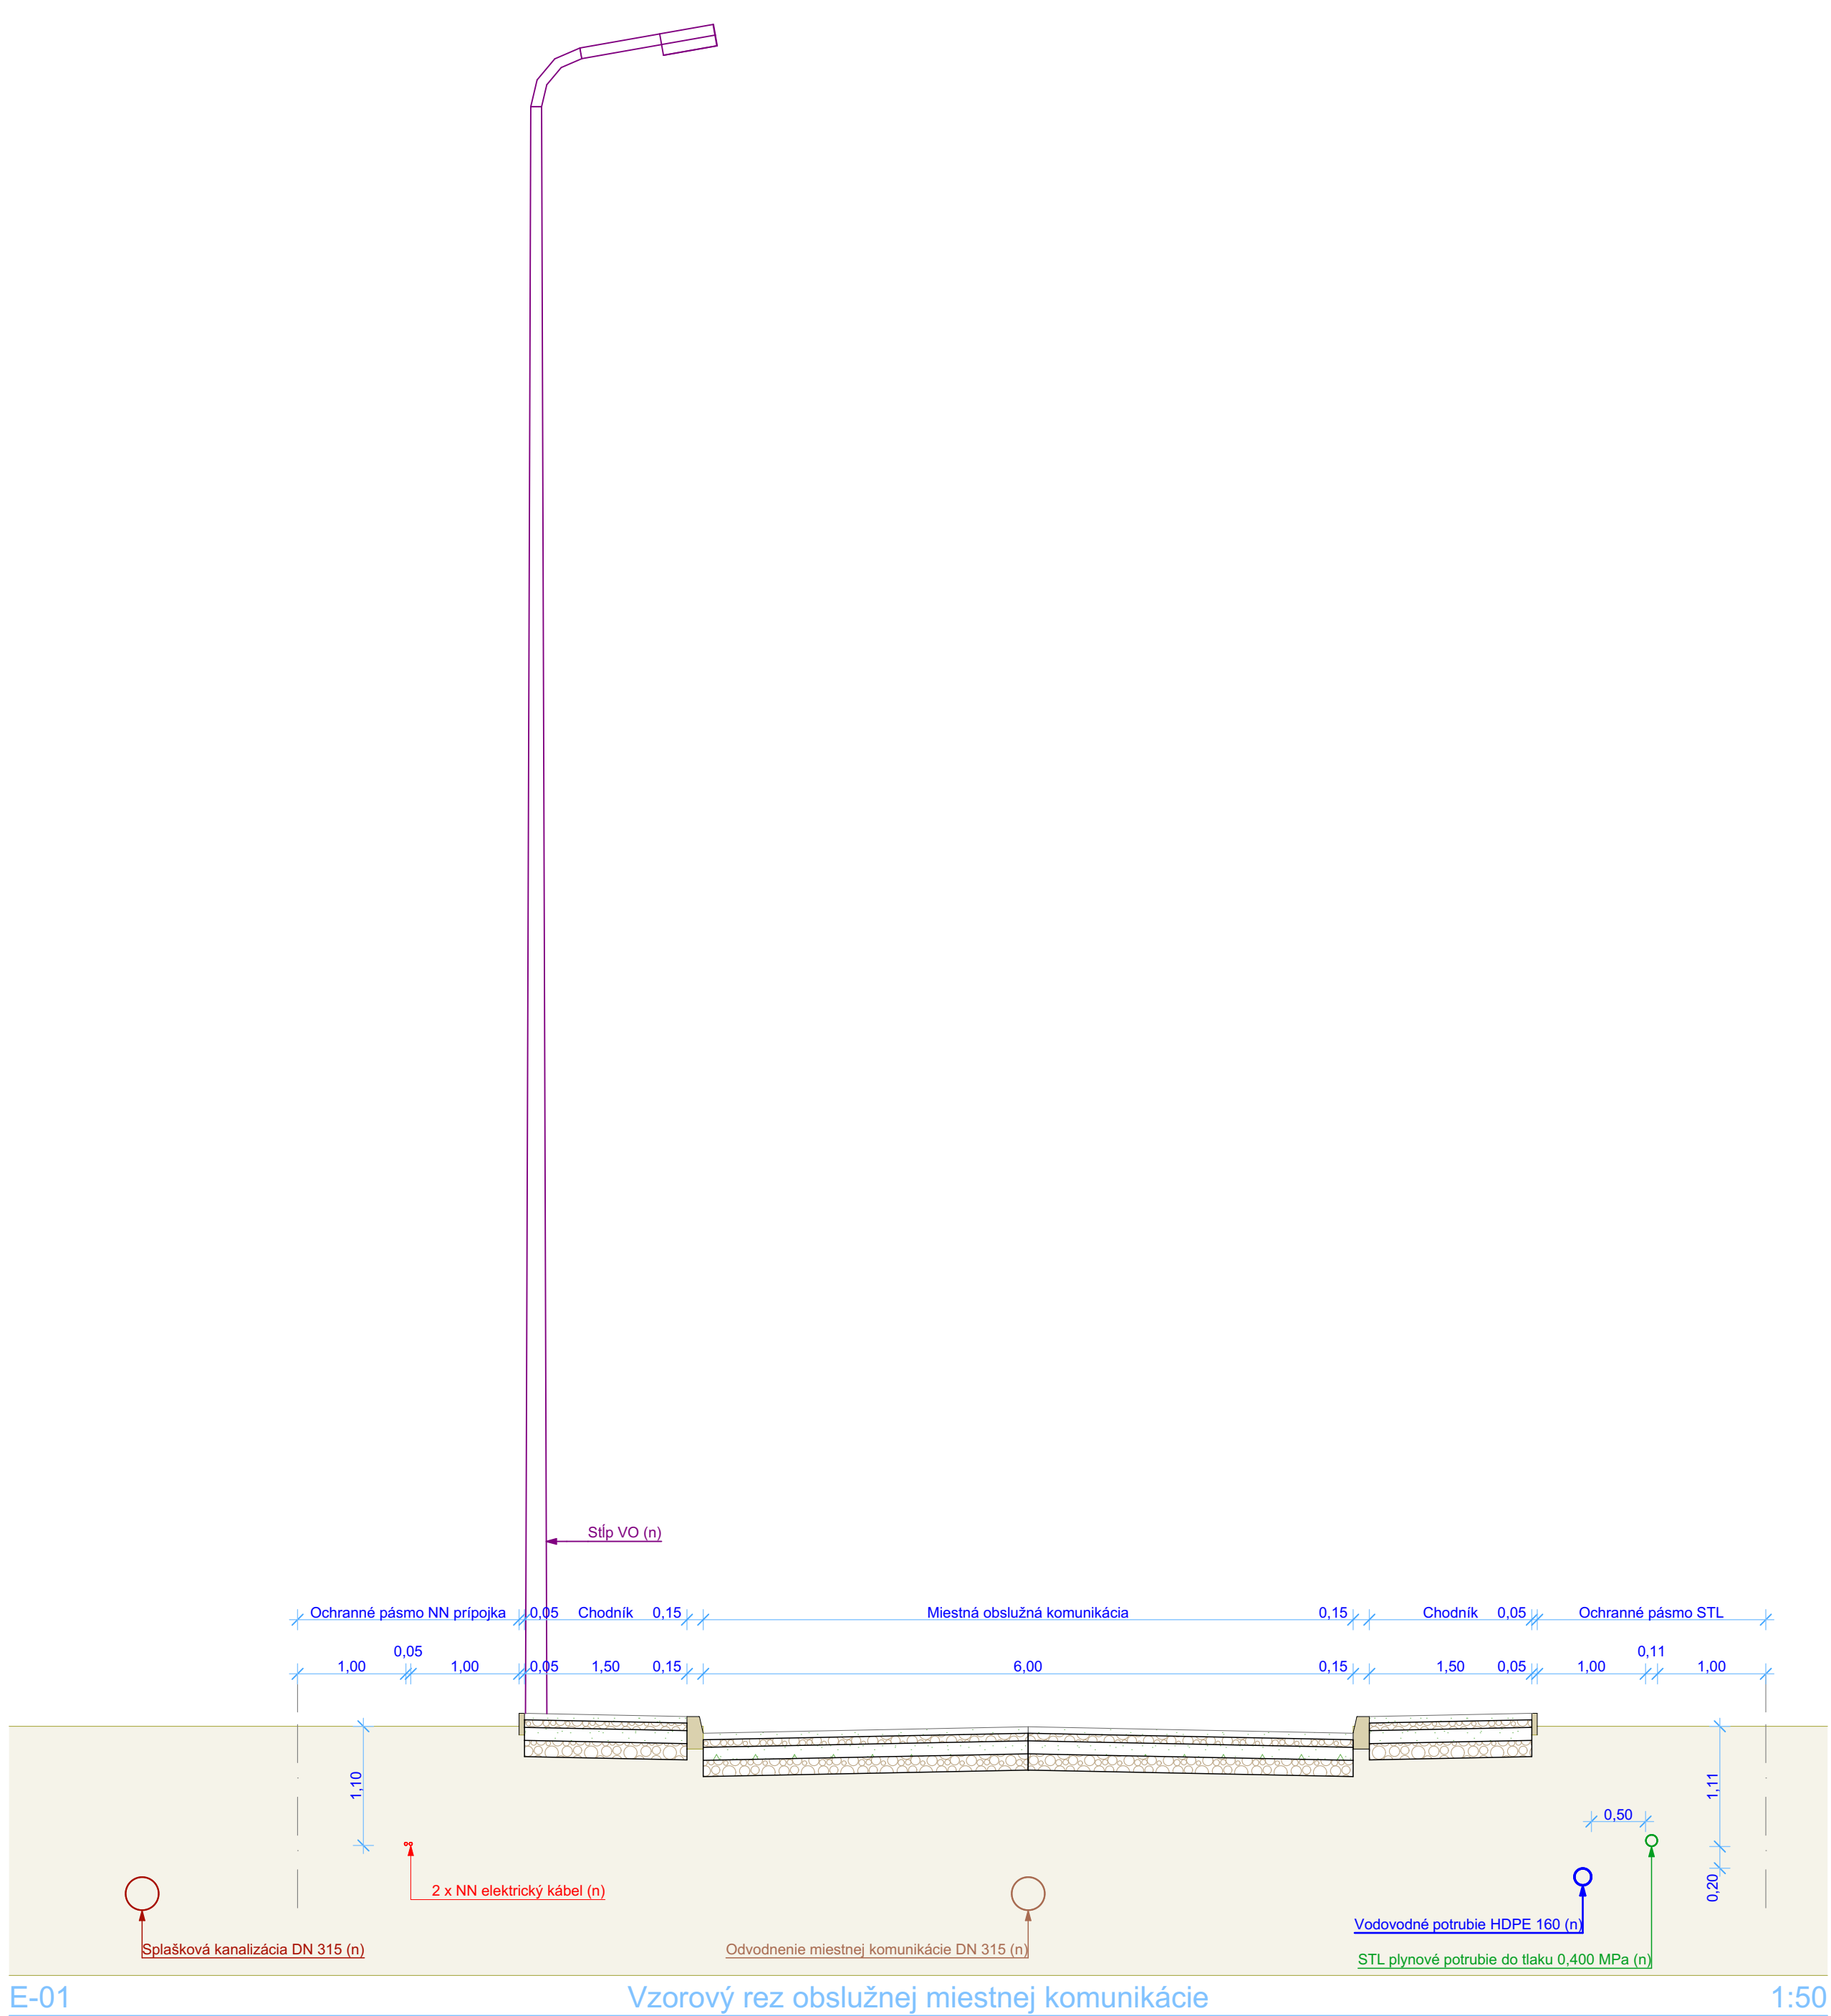 Stĺp VO (n)
Ochranné pásmo NN prípojka 0,05 Chodník 0,15 Miestná obslužná komunikácia 0,15 Chodník 0,05 Ochranné pásmo STL
0,05 0,11
1,00 1,00 0,05 1,50 0,15 6,00 0,15 1,50 0,05 1,00 1,00
1,10
1,11
0,50
0,20
2 x NN elektrický kábel (n)
Vodovodné potrubie HDPE 160 (n)
Splašková kanalizácia DN 315 (n)
Odvodnenie miestnej komunikácie DN 315 (n)
STL plynové potrubie do tlaku 0,400 MPa (n)
E-01 Vzorový rez obslužnej miestnej komunikácie 1:50